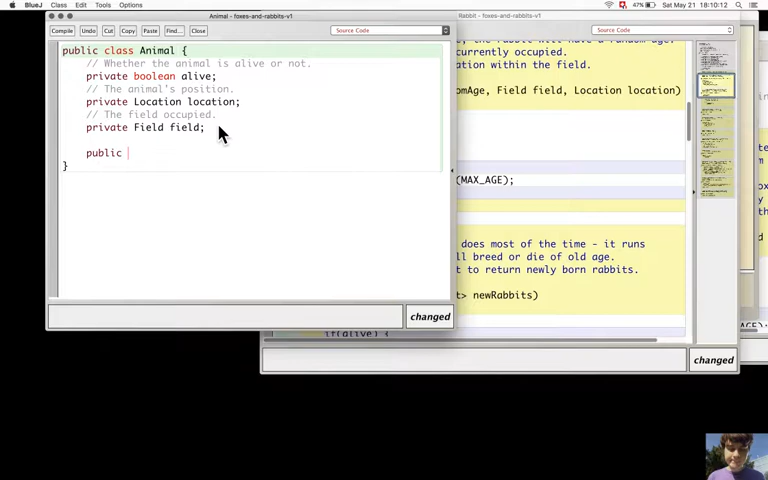 BlueJ Class Edit Tools Options
47% Sat May 21 18:10:12
Animal - foxes-and-rabbits-v1
Compile Undo Cut Copy Paste Find... Close
Source Code
public class Animal {
// Whether the animal is alive or not.
private boolean alive;
// The animal's position.
private Location location;
// The field occupied.
private Field field;
public
}
changed
Rabbit - foxes-and-rabbits-v1
Source Code
currently occupied.
ation within the field.
omAge, Field field, Location location)
(MAX_AGE);
does most of the time - it runs
ll breed or die of old age.
t to return newly born rabbits.
t> newRabbits)
if(alive) {
changed